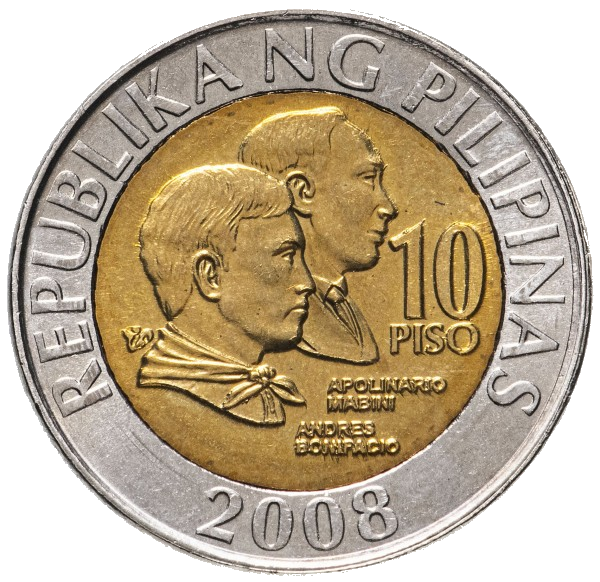 REPUBLIKA NG PILIPINAS
10
PISO
APOLINARIO
MABINI
ANDRES
BONIFACIO
2008